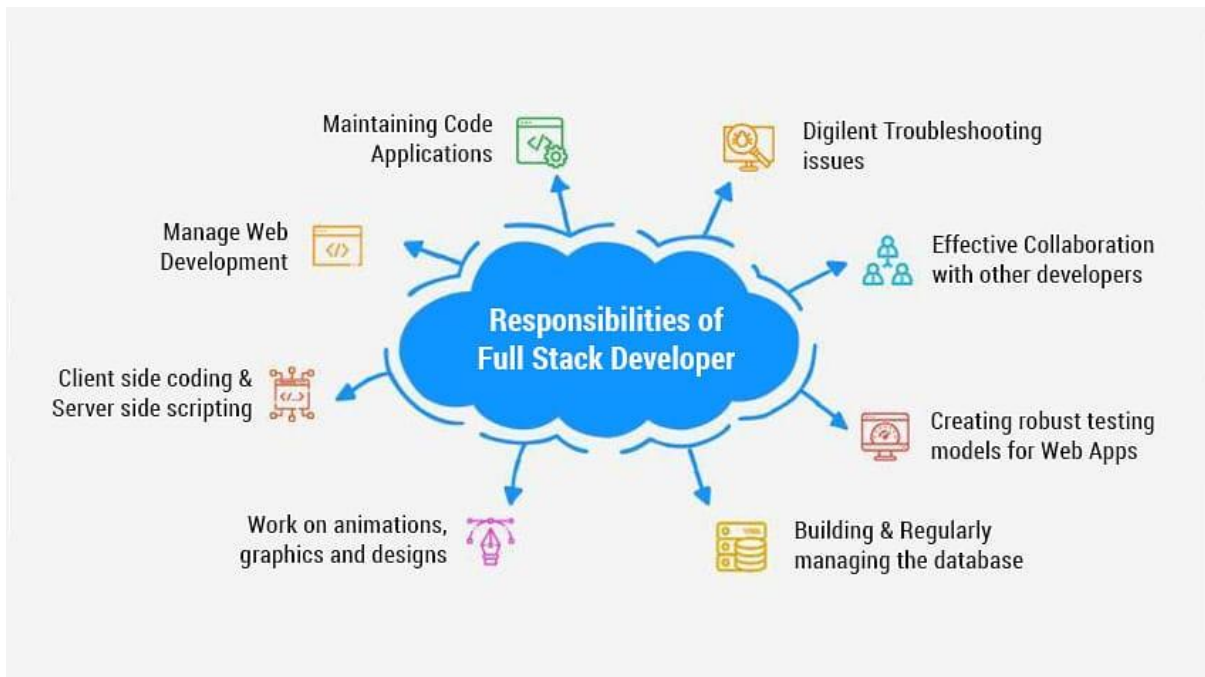 Maintaining Code
Applications
Digilent Troubleshooting
issues
Manage Web
Development
Effective Collaboration
with other developers
Responsibilities of
Full Stack Developer
Client side coding &
Server side scripting
Creating robust testing
models for Web Apps
Work on animations,
graphics and designs
Building & Regularly
managing the database